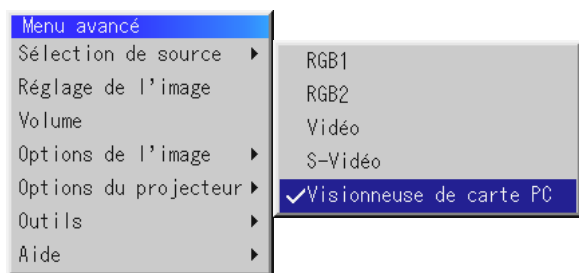 Menu avancé
Sélection de source
Réglage de l'image
Volume
Options de l'image
Options du projecteur
Outils
Aide
RGB1
RGB2
Vidéo
S-Vidéo
Visionneuse de carte PC